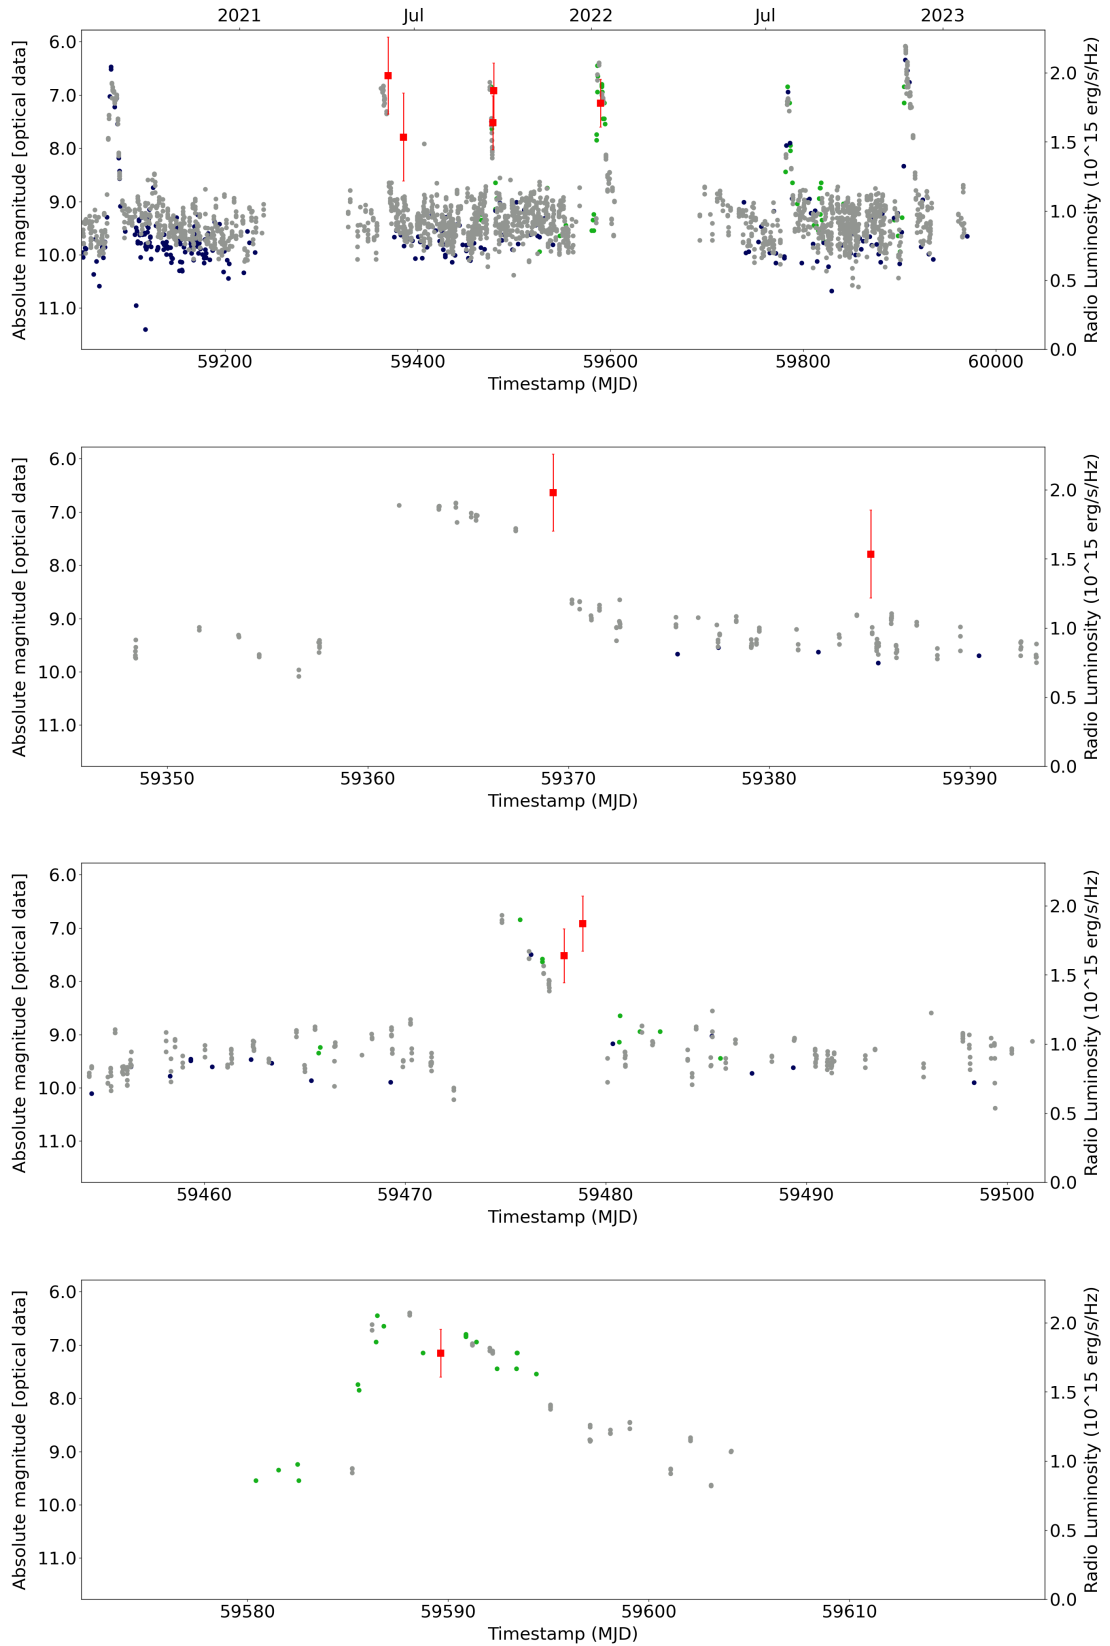 2021 Jul 2022 Jul 2023
6.0
7.0
8.0
9.0
10.0
11.0
Absolute magnitude [optical data]
2.0
1.5
1.0
0.5
0.0
Radio Luminosity (10^15 erg/s/Hz)
59200 59400 59600 59800 60000
Timestamp (MJD)
6.0
7.0
8.0
9.0
10.0
11.0
Absolute magnitude [optical data]
2.0
1.5
1.0
0.5
0.0
Radio Luminosity (10^15 erg/s/Hz)
59350 59360 59370 59380 59390
Timestamp (MJD)
6.0
7.0
8.0
9.0
10.0
11.0
Absolute magnitude [optical data]
2.0
1.5
1.0
0.5
0.0
Radio Luminosity (10^15 erg/s/Hz)
59460 59470 59480 59490 59500
Timestamp (MJD)
6.0
7.0
8.0
9.0
10.0
11.0
Absolute magnitude [optical data]
2.0
1.5
1.0
0.5
0.0
Radio Luminosity (10^15 erg/s/Hz)
59580 59590 59600 59610
Timestamp (MJD)